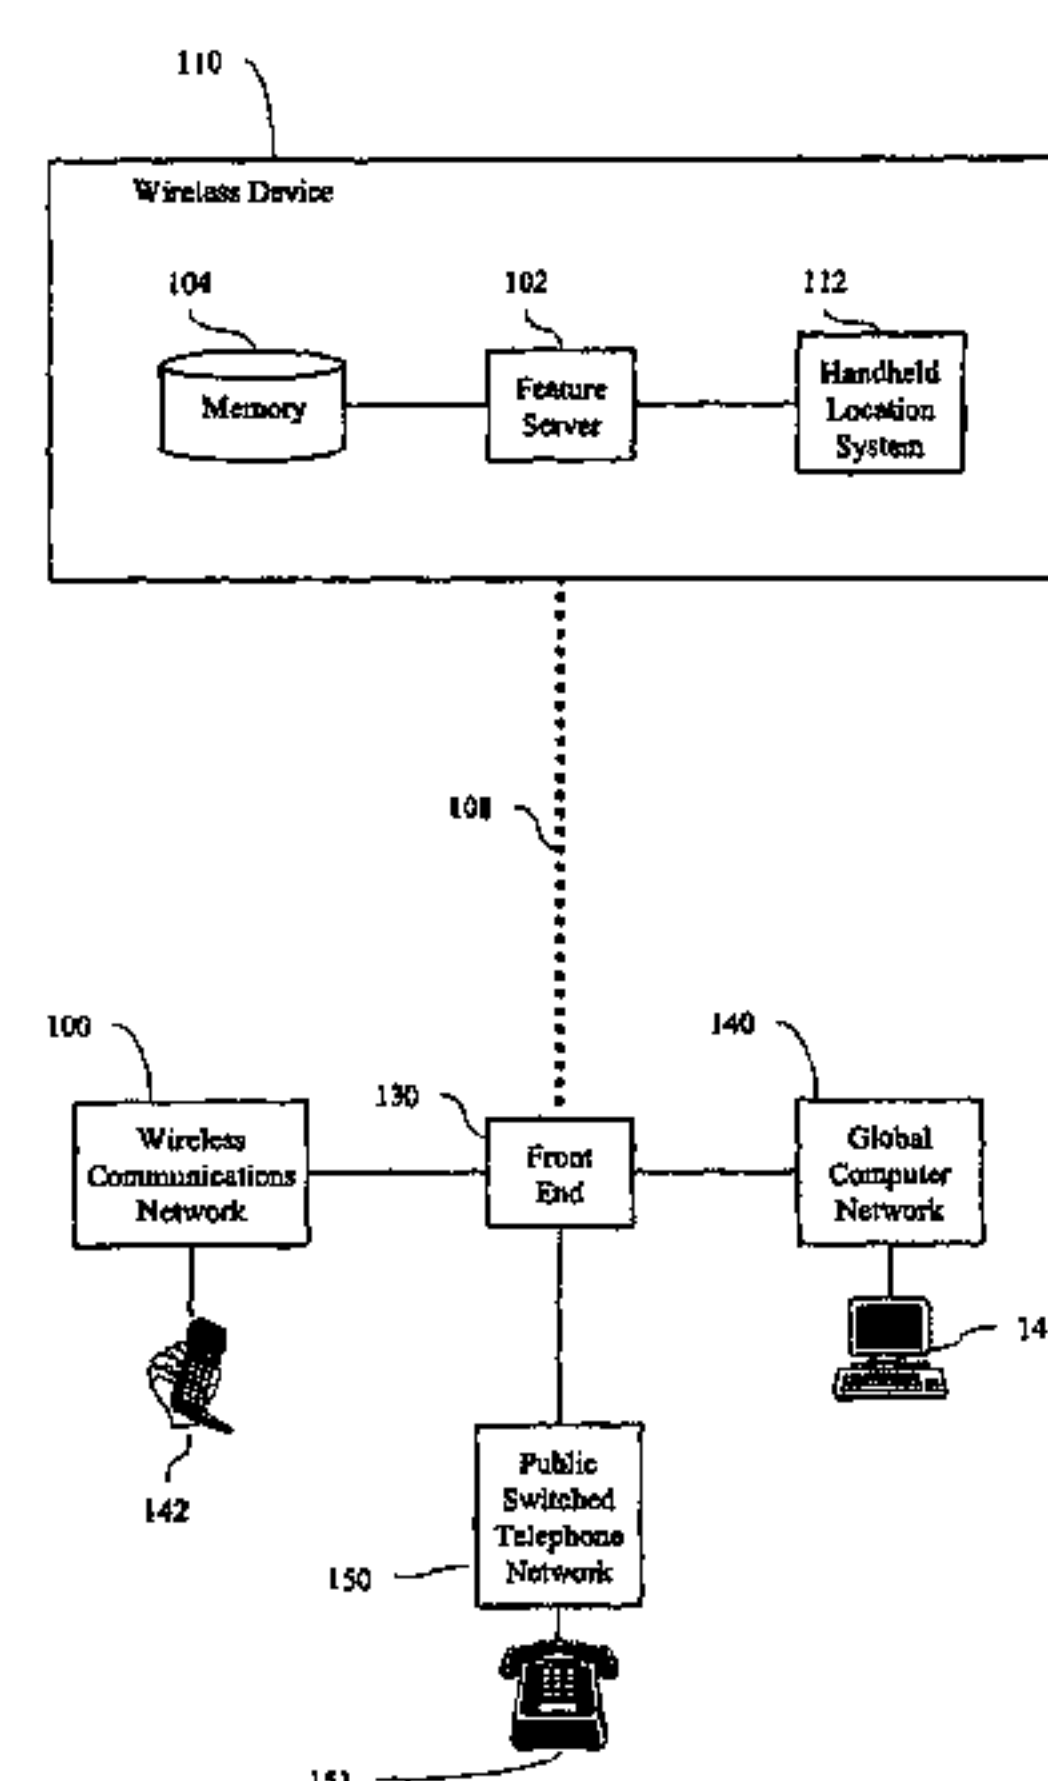 110
Wireless Device
104
102
112
Memory
Feature
Server
Handheld
Location
System
100
140
130
Wireless
Communications
Network
Front
End
Global
Computer
Network
142
Public
Switched
Telephone
Network
150